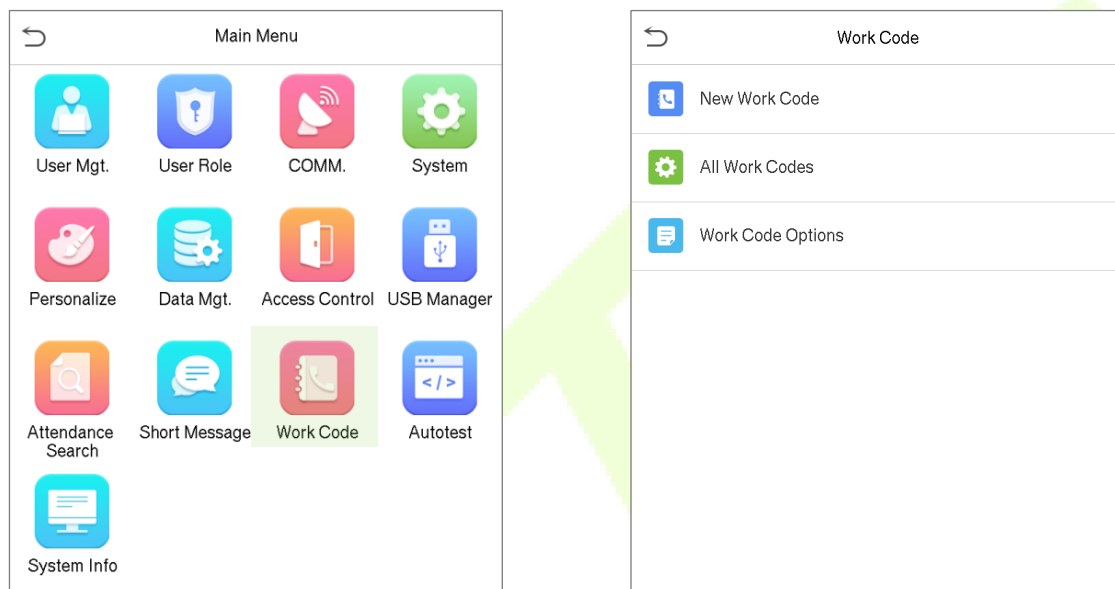 Main Menu
User Mgt.
User Role
COMM.
System
Personalize
Data Mgt.
Access Control
USB Manager
Attendance
Search
Short Message
Work Code
Autotest
System Info
Work Code
New Work Code
All Work Codes
Work Code Options